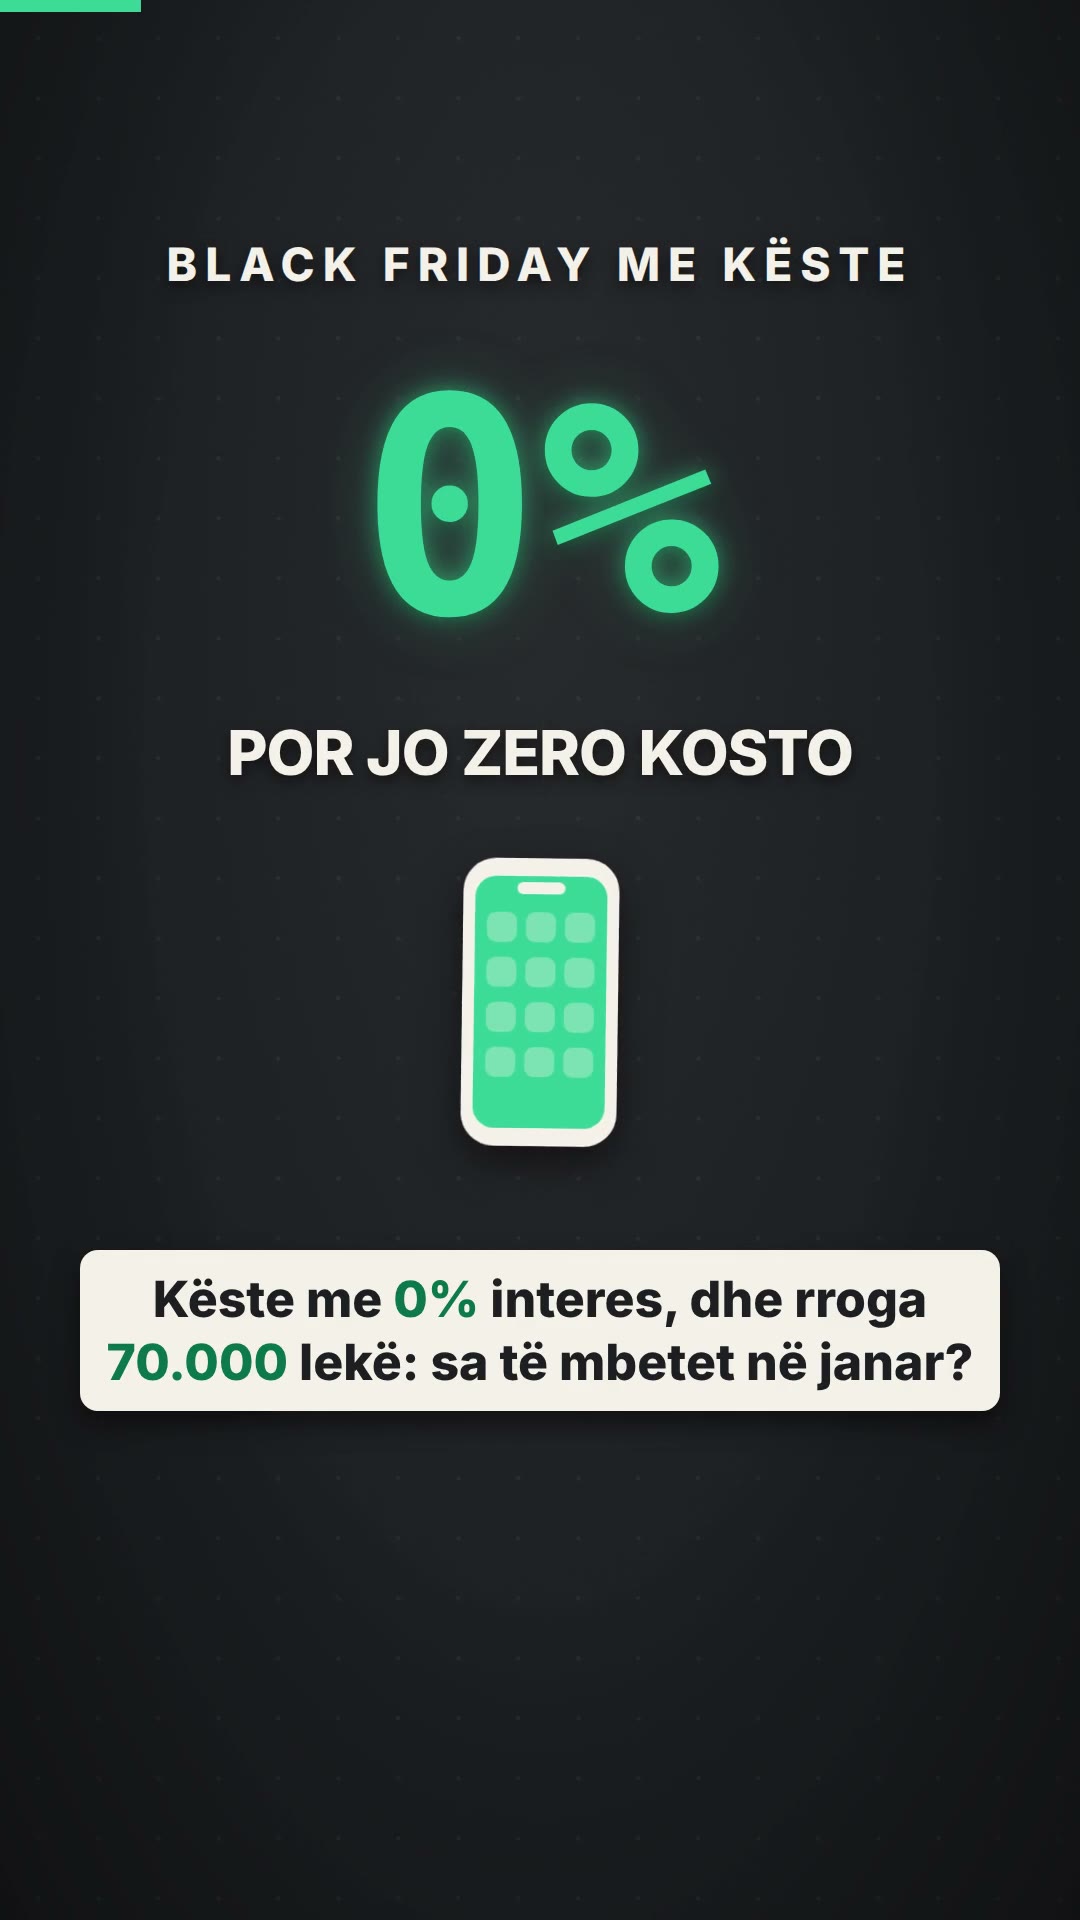 BLACK FRIDAY ME KËSTE
0%
POR JO ZERO KOSTO
Këste me 0% interes, dhe rroga
70.000 lekë: sa të mbetet në janar?